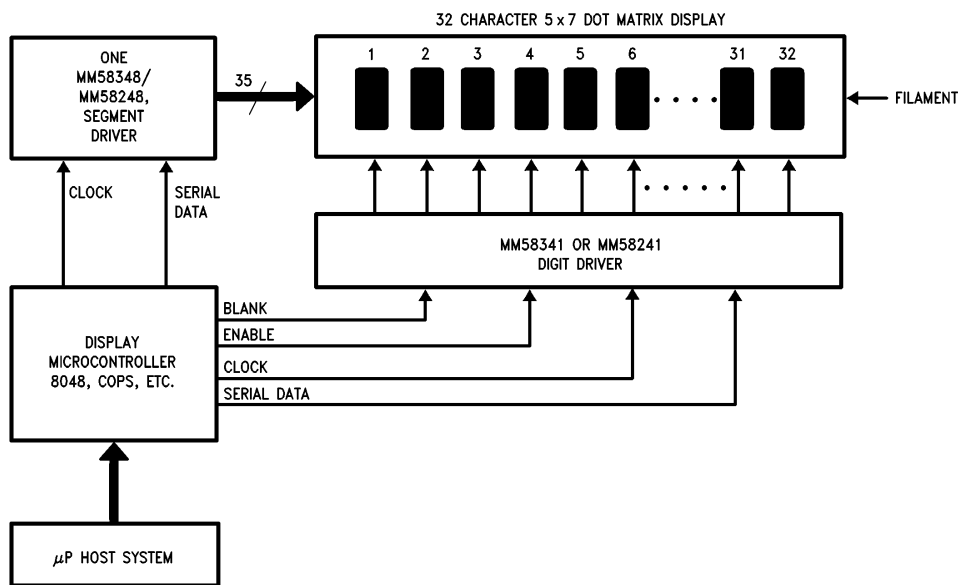 32 CHARACTER 5 x 7 DOT MATRIX DISPLAY
ONE
MM58348/
MM58248,
SEGMENT
DRIVER
35
1 2 3 4 5 6 31 32
FILAMENT
CLOCK
SERIAL
DATA
MM58341 OR MM58241
DIGIT DRIVER
DISPLAY
MICROCONTROLLER
8048, COPS, ETC.
BLANK
ENABLE
CLOCK
SERIAL DATA
μP HOST SYSTEM